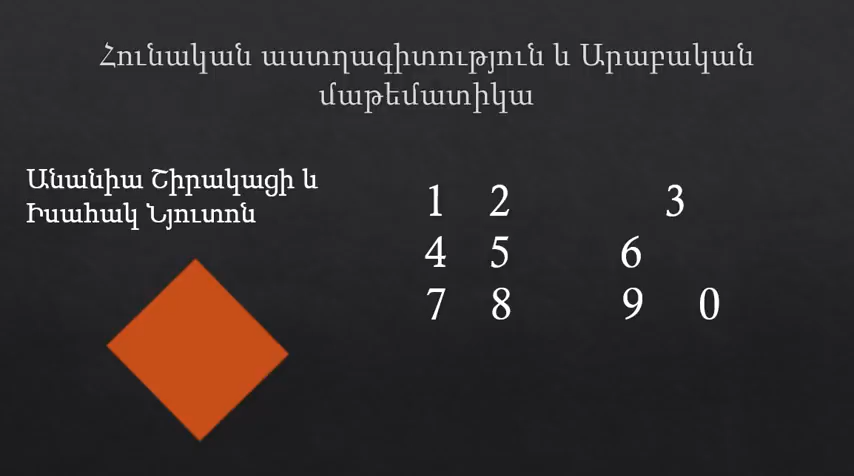 Հունական աստղագիտություն և Արաբական
մաթեմատիկա
Անանիա Շիրակացի և
Իսահակ Նյուտոն
1 2 3
4 5 6
7 8 9 0